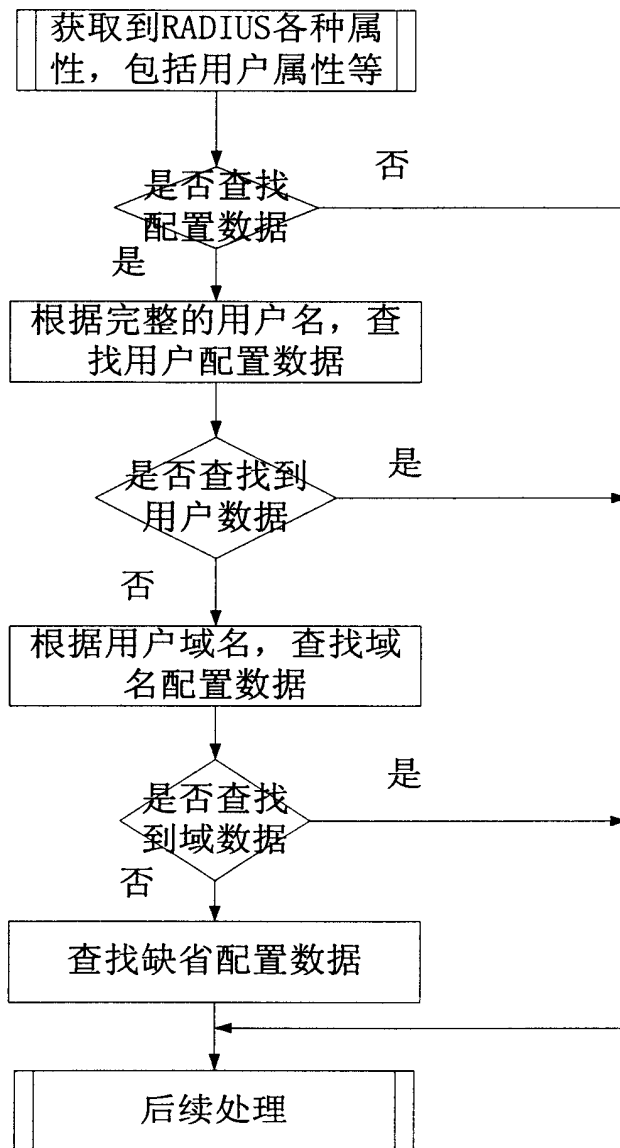 获取到RADIUS各种属
性，包括用户属性等
否
是否查找
配置数据
是
根据完整的用户名，查
找用户配置数据
是
是否查找到
用户数据
否
根据用户域名，查找域
名配置数据
是
是否查找
到域数据
否
查找缺省配置数据
后续处理